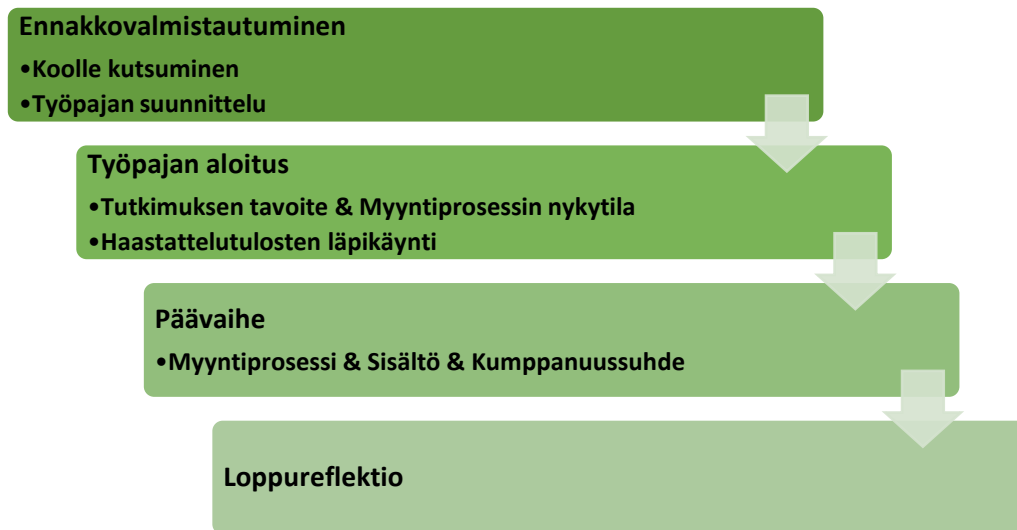 Ennakkovalmistautuminen
•Koolle kutsuminen
•Työpajan suunnittelu
Työpajan aloitus
•Tutkimuksen tavoite & Myyntiprosessin nykytila
•Haastattelutulosten läpikäynti
Päävaihe
•Myyntiprosessi & Sisältö & Kumppanuussuhde
Loppureflektio